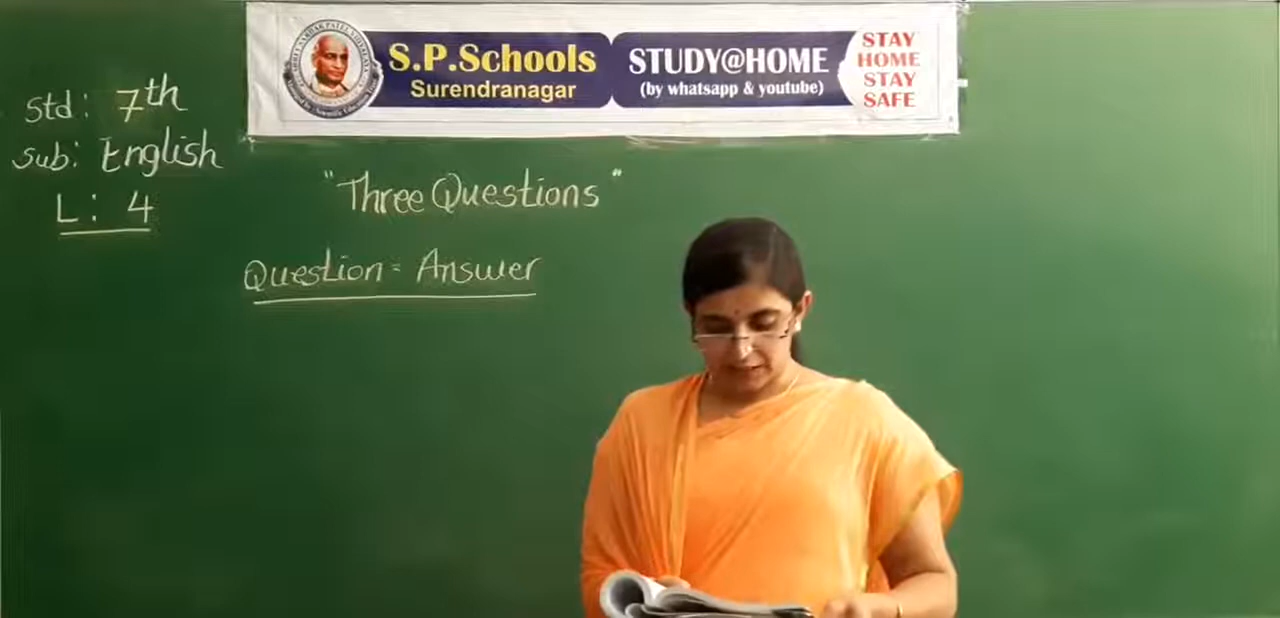 S.P.Schools
Surendranagar
STUDY@HOME
(by whatsapp & youtube)
STAY
HOME
STAY
SAFE
Std: 7th
Sub: English
L: 4
"Three Questions"
Question = Answer